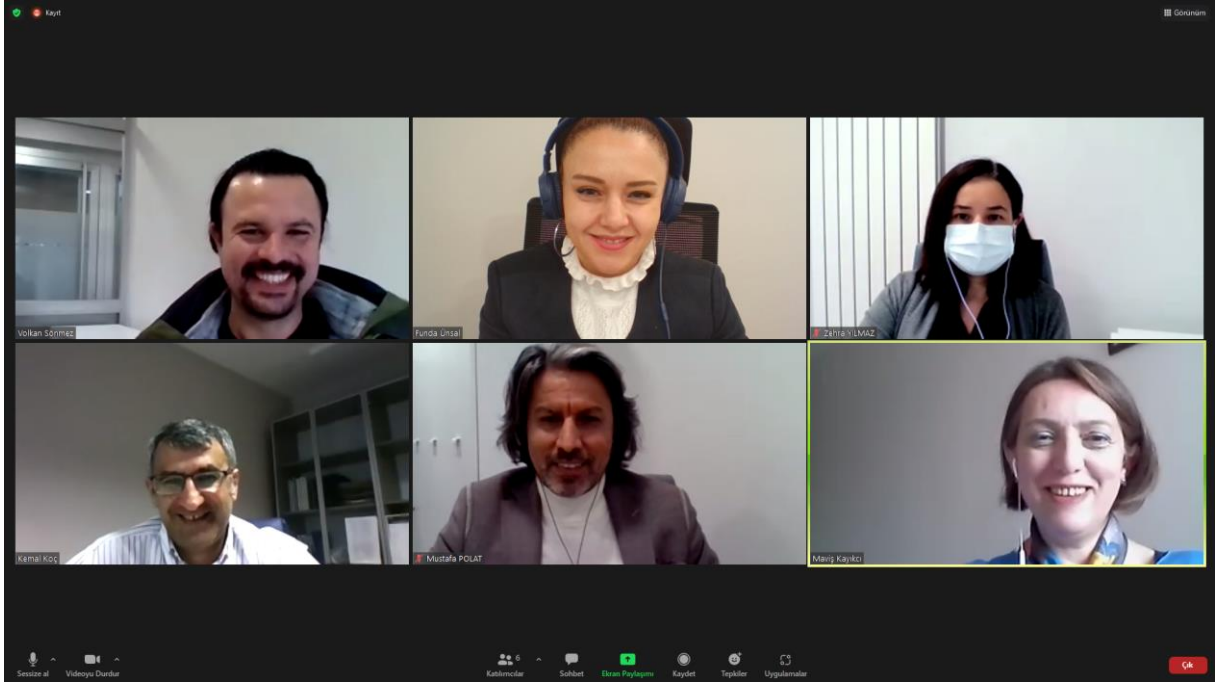 Kayıt
Görünüm
Volkan Sönmez
Funda Ünsal
Zehra YILMAZ
Kemal Koç
Mustafa POLAT
Maviş Kayıkcı
Sessize al
Videoyu Durdur
6
Katılımcılar
Sohbet
Ekran Paylaşımı
Kaydet
Tepkiler
Uygulamalar
Çık